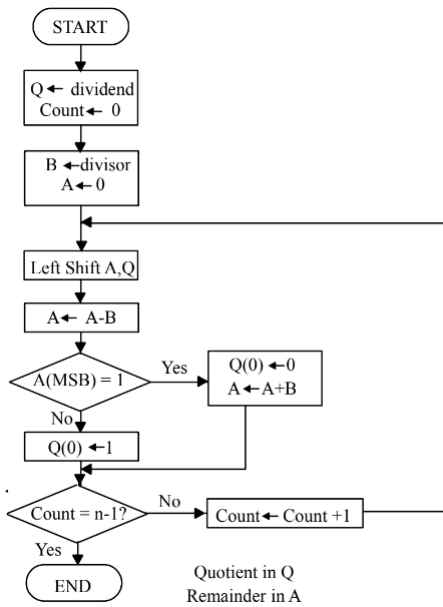 START
Q ← dividend
Count ← 0
B ← divisor
A ← 0
Left Shift A,Q
A ← A-B
A(MSB) = 1
Yes
Q(0) ← 0
A ← A+B
No
Q(0) ← 1
Count = n-1?
No
Count ← Count +1
Yes
END
Quotient in Q
Remainder in A